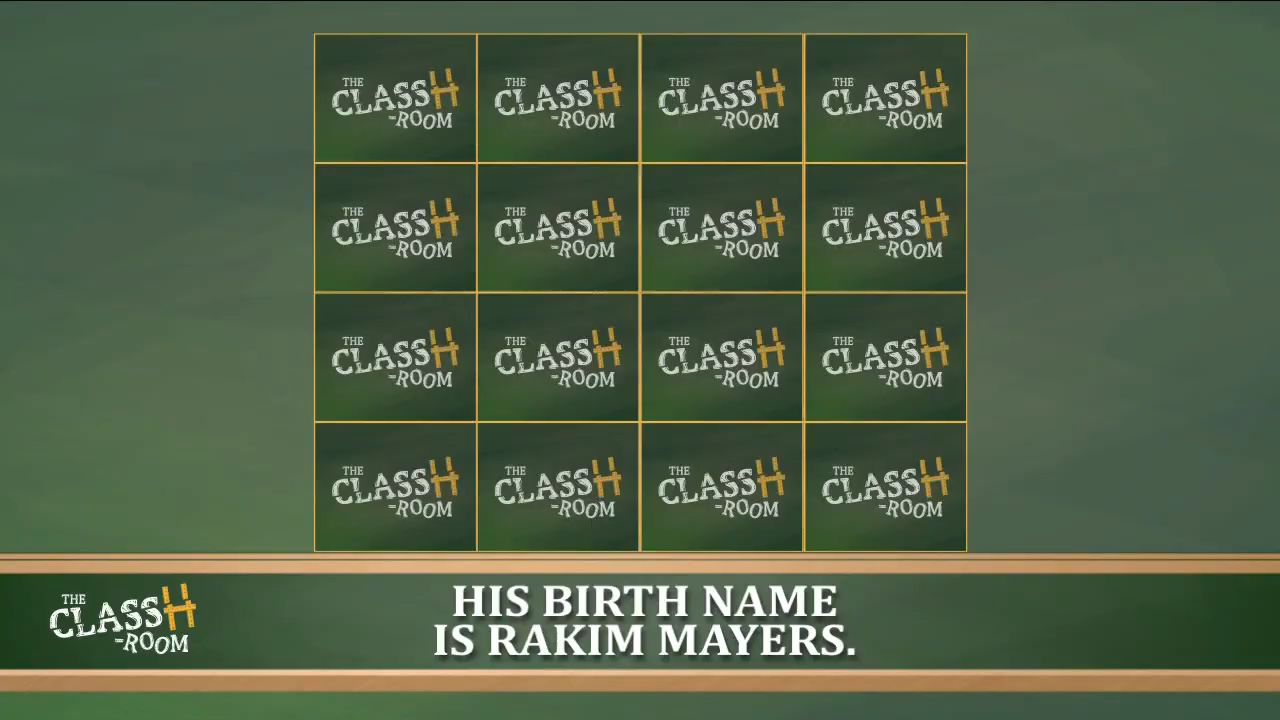 THE THE THE THE
CLASSH CLASSH CLASSH CLASSH
-ROOM -ROOM -ROOM -ROOM
THE THE THE THE
CLASSH CLASSH CLASSH CLASSH
-ROOM -ROOM -ROOM -ROOM
THE THE THE THE
CLASSH CLASSH CLASSH CLASSH
-ROOM -ROOM -ROOM -ROOM
THE THE THE THE
CLASSH CLASSH CLASSH CLASSH
-ROOM -ROOM -ROOM -ROOM
THE
CLASSH
-ROOM
HIS BIRTH NAME
IS RAKIM MAYERS.